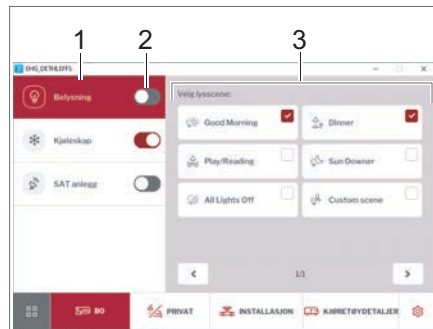 1 2 3
EHG_DETHLEFFS
Belysning
Kjøleskap
SAT anlegg
Velg lysscene:
Good Morning
Dinner
Play/Reading
Sun Downer
All Lights Off
Custom scene
1/1
BO
PRIVAT
INSTALLASJON
KJØRETØYDETALJER